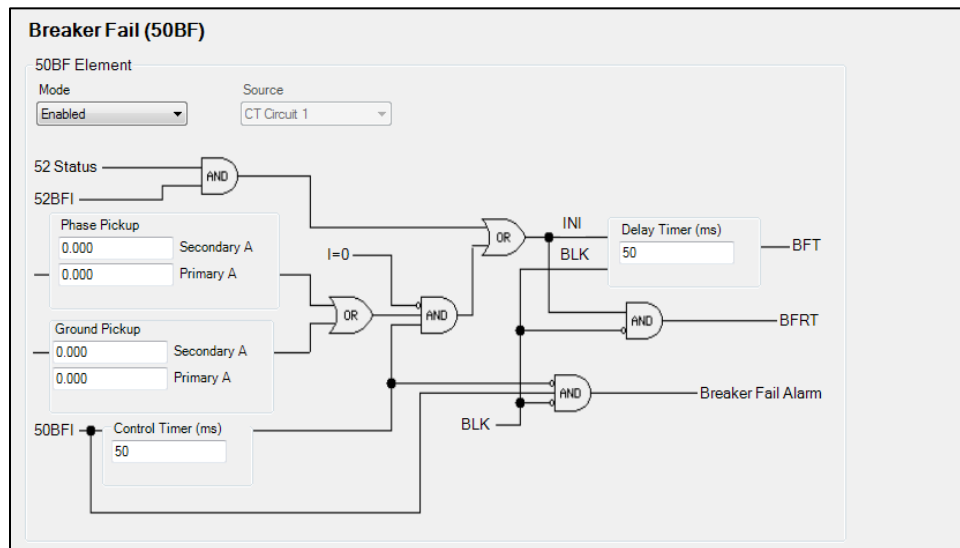 Breaker Fail (50BF)
50BF Element
Mode
Source
Enabled
CT Circuit 1
52 Status
AND
52BFI
Phase Pickup
0.000 Secondary A
0.000 Primary A
I=0
OR
INI
BLK
Delay Timer (ms)
50
BFT
Ground Pickup
0.000 Secondary A
0.000 Primary A
OR
AND
AND
BFRT
AND
Breaker Fail Alarm
BLK
50BFI
Control Timer (ms)
50